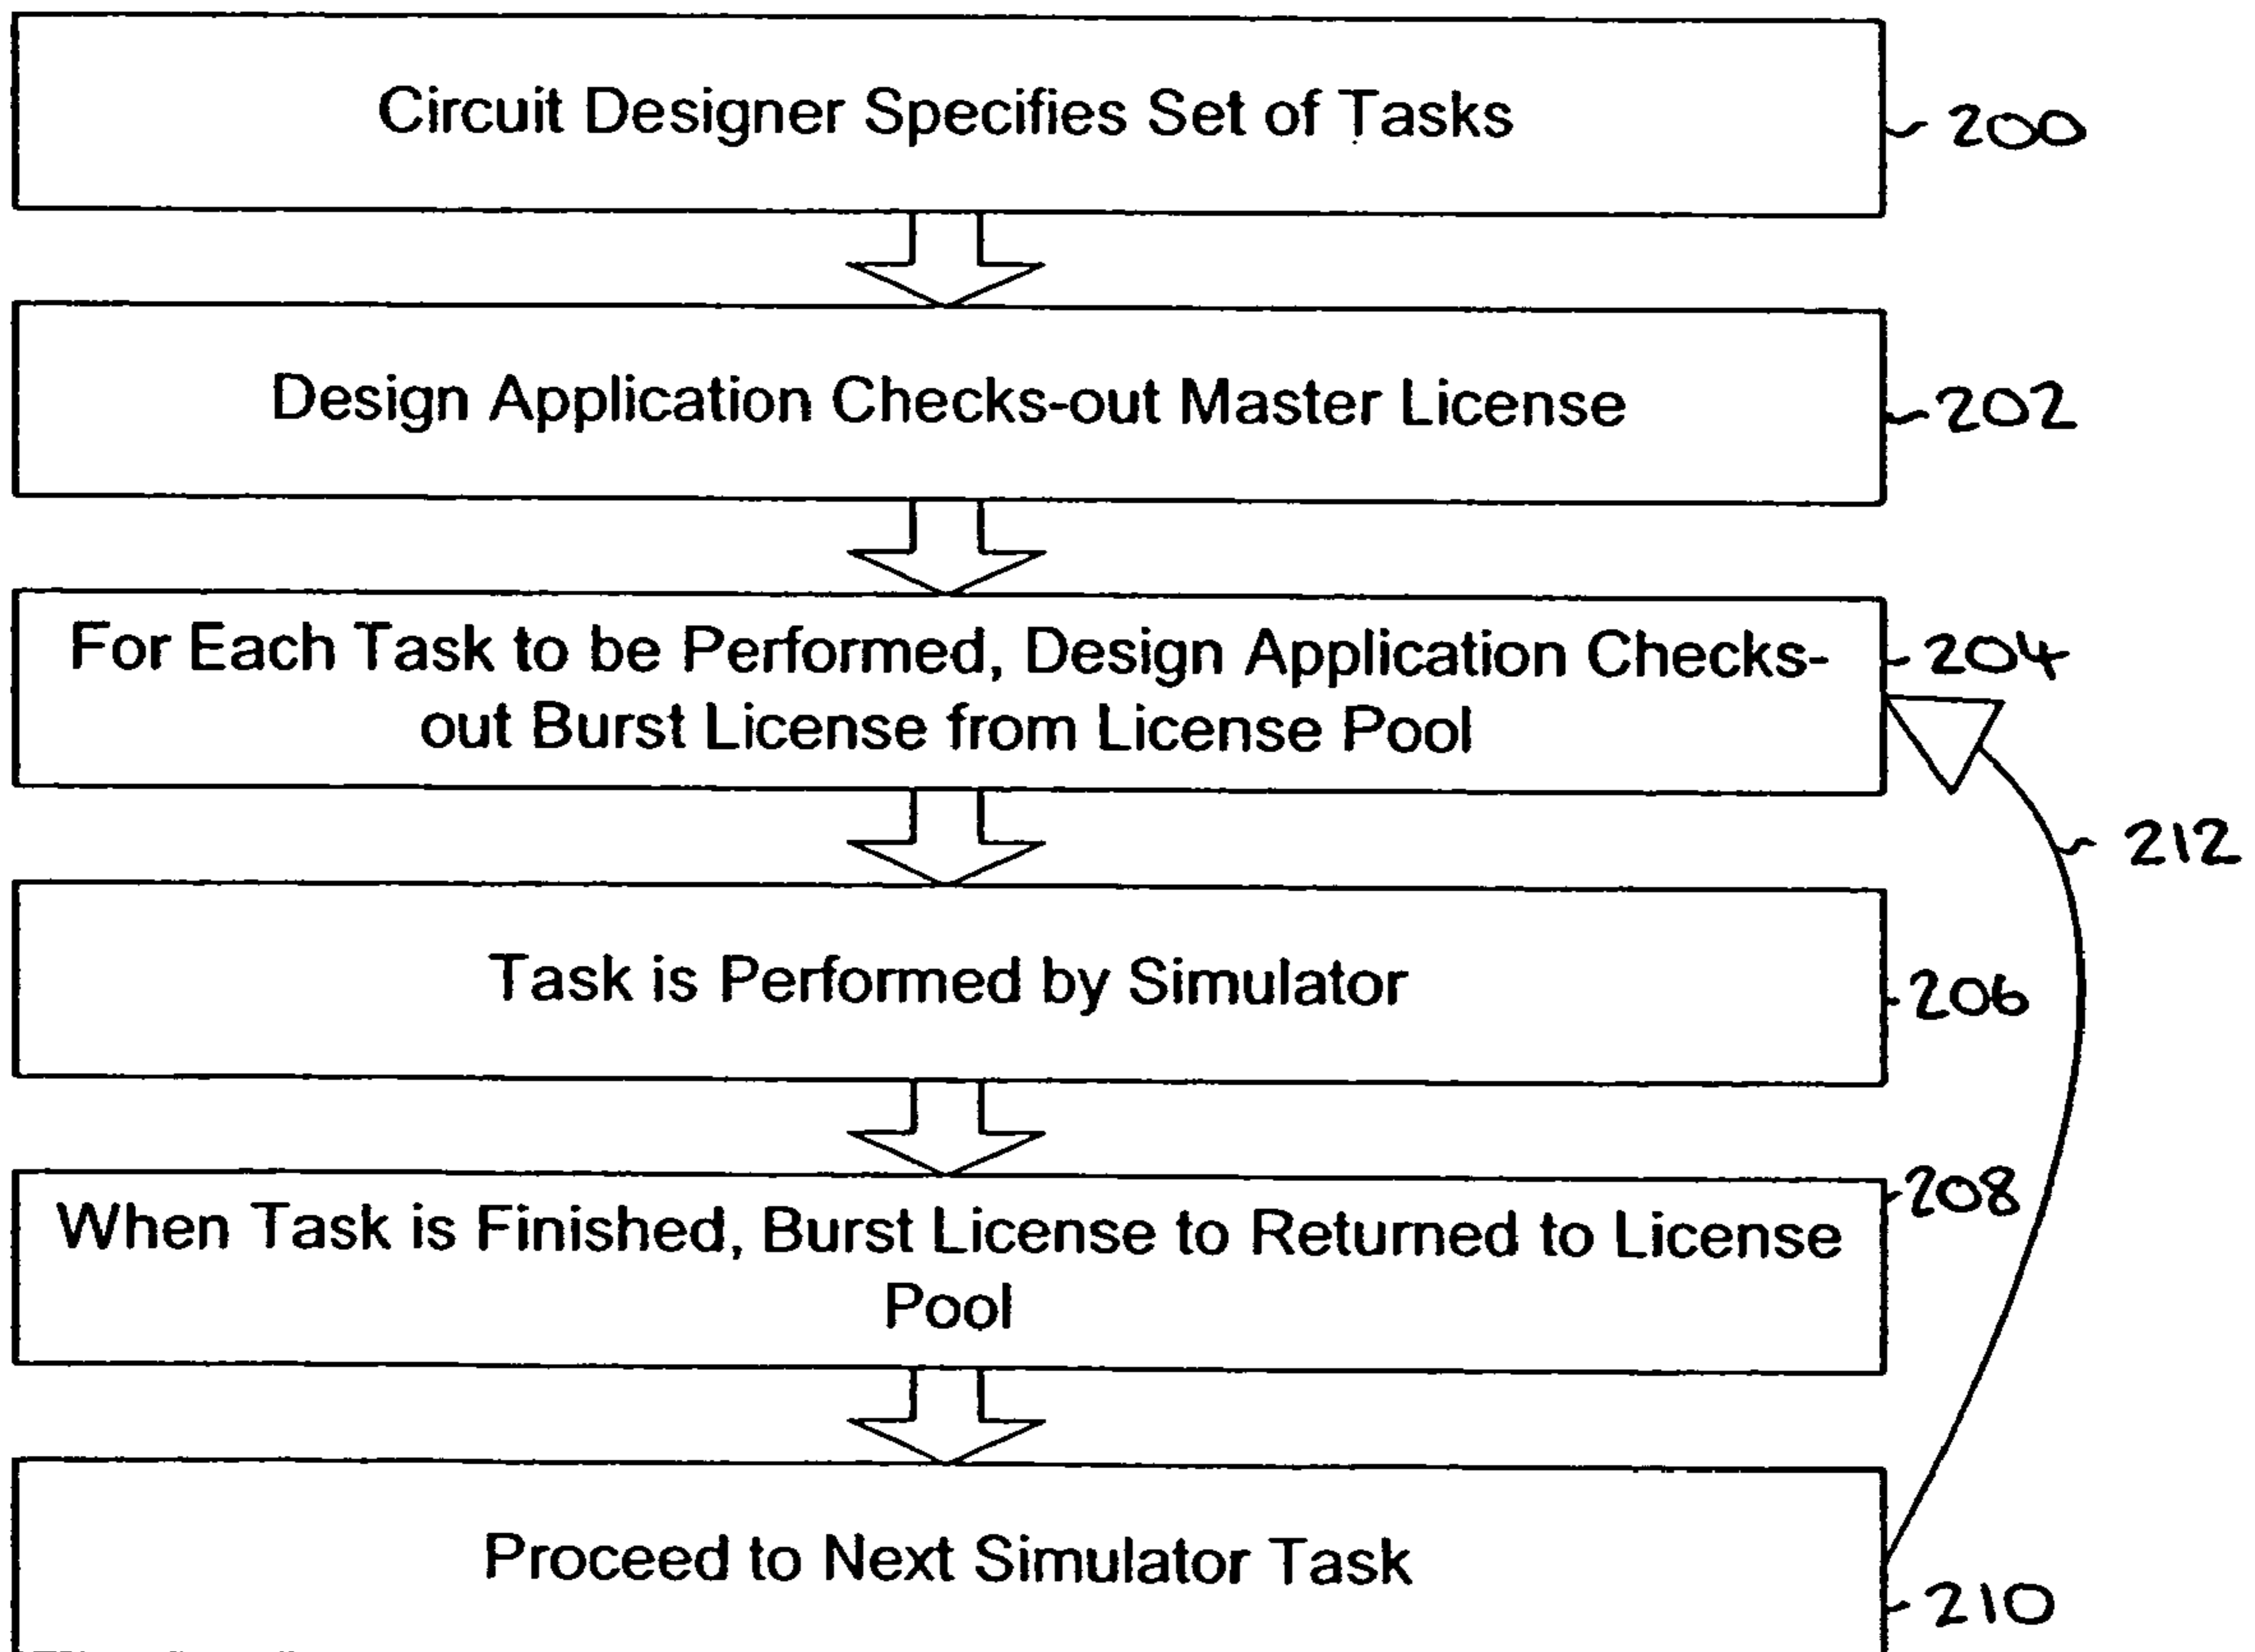 Circuit Designer Specifies Set of Tasks
200
Design Application Checks-out Master License
202
For Each Task to be Performed, Design Application Checks-
out Burst License from License Pool
204
212
Task is Performed by Simulator
206
When Task is Finished, Burst License to Returned to License
Pool
208
Proceed to Next Simulator Task
210